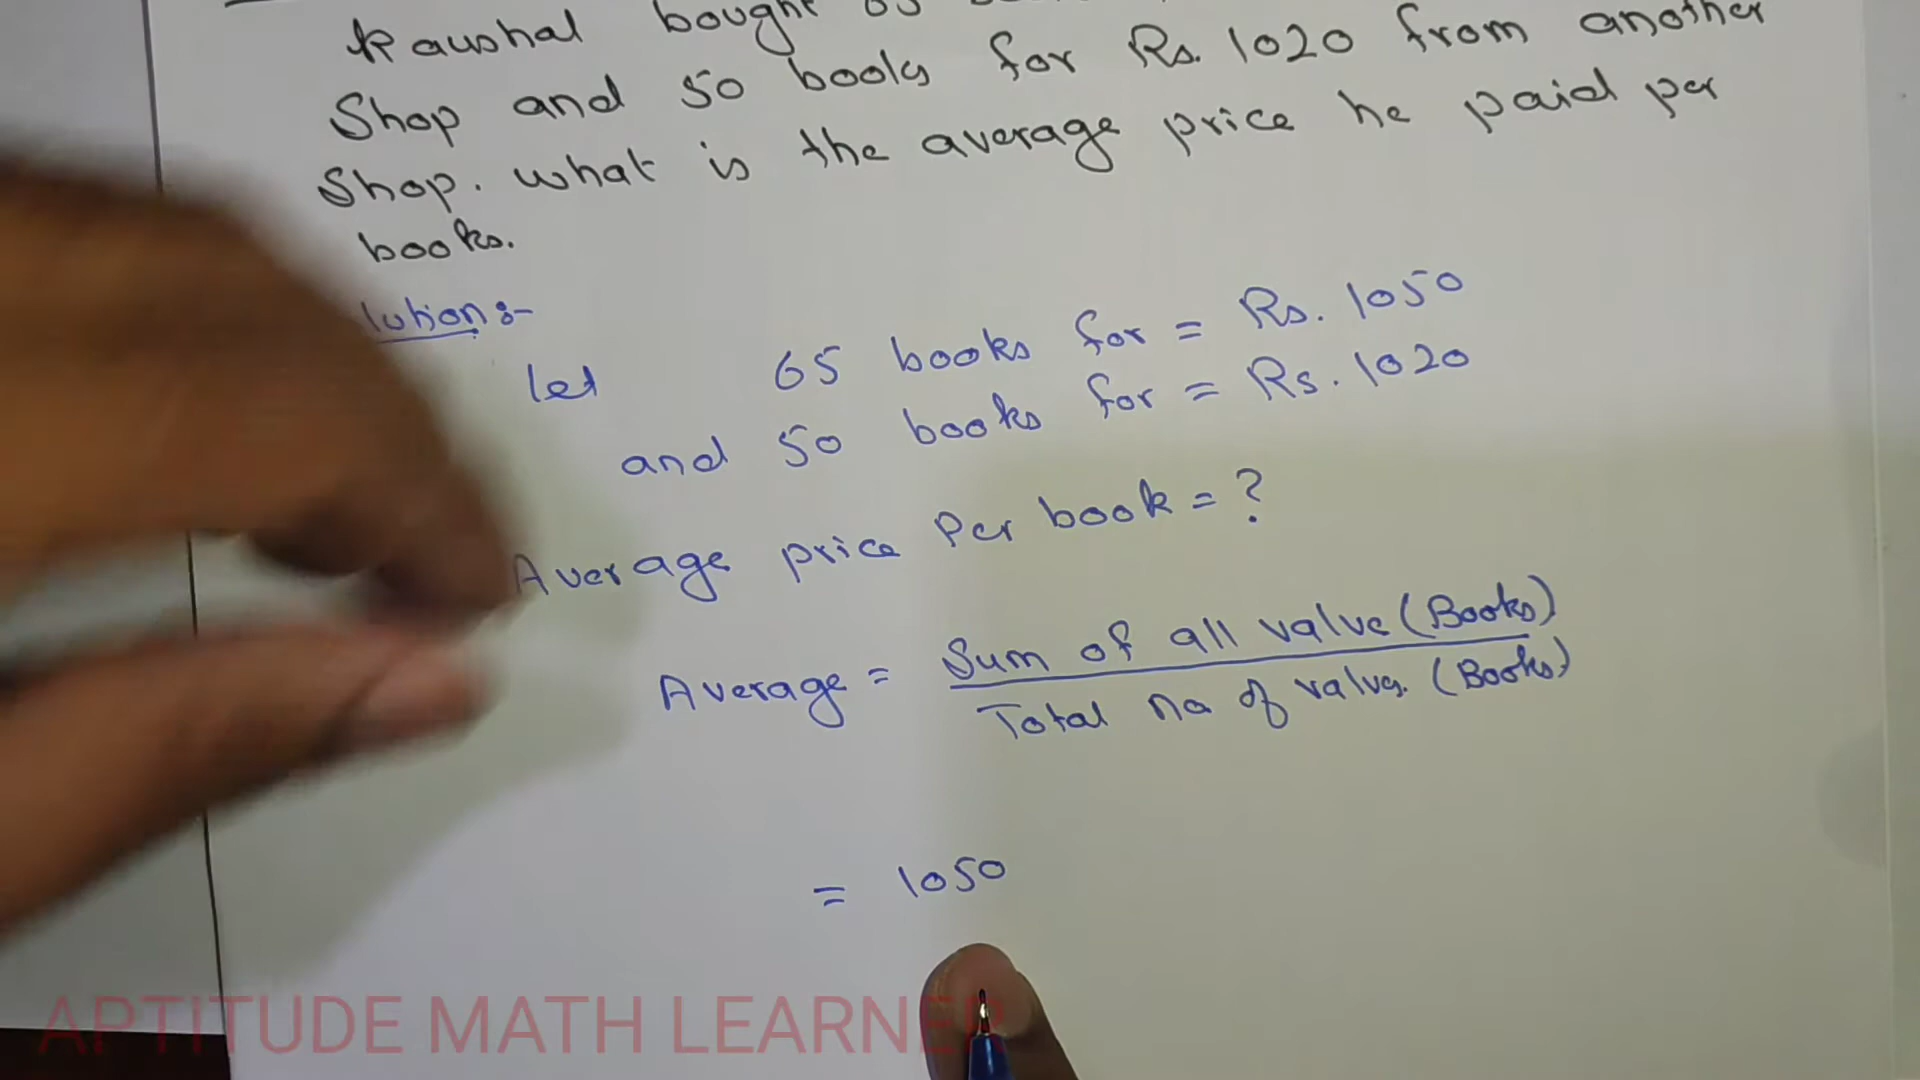 Kaushal bought 65
Shop and 50 books for Rs. 1020 from another
Shop. what is the average price he paid per
books.
lution:-
let 65 books for = Rs. 1050
and 50 books for = Rs. 1020
Average price Per book = ?
Average = Sum of all value (Books)
Total no of values. (Books)
= 1050
APTITUDE MATH LEARNER